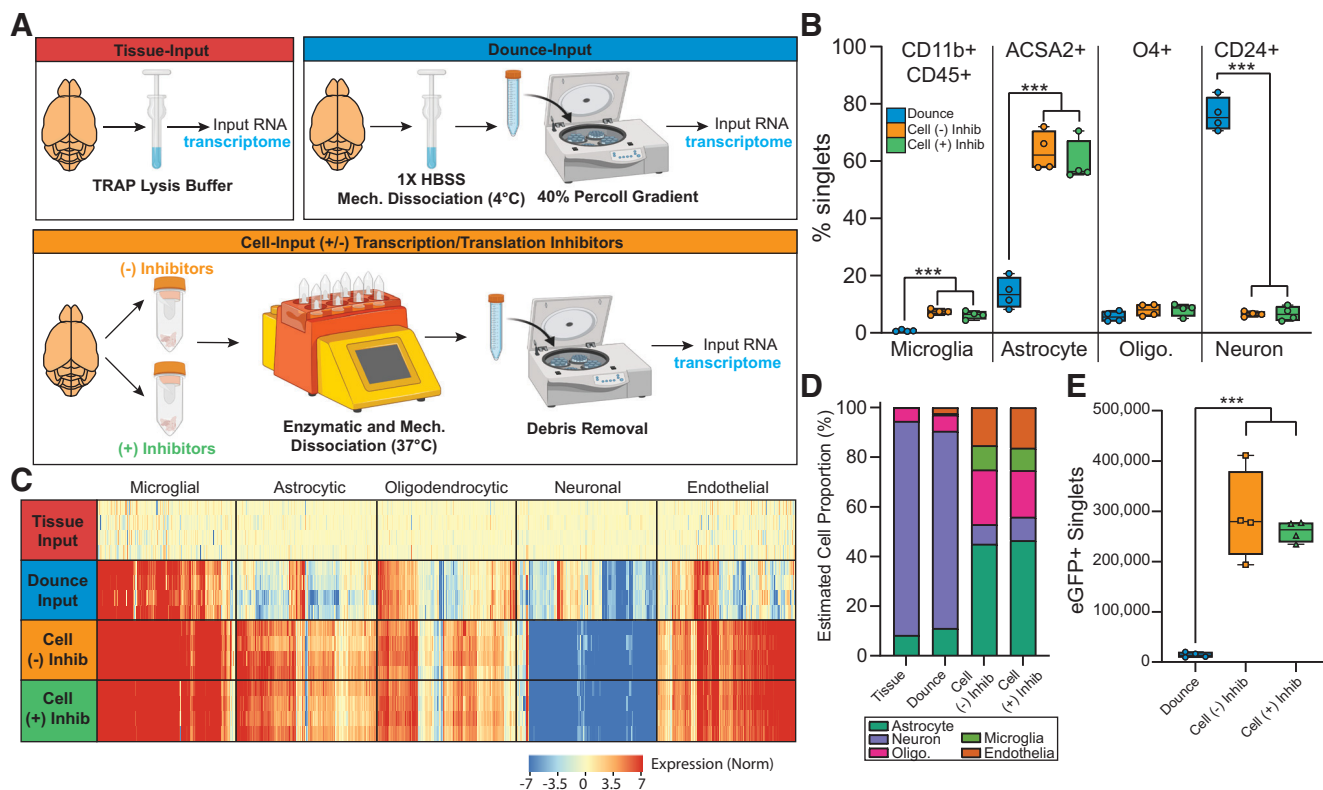 A
Tissue-Input
Input RNA
transcriptome
TRAP Lysis Buffer
Dounce-Input
1X HBSS
Mech. Dissociation (4°C)
40% Percoll Gradient
Input RNA
transcriptome
Cell-Input (+/-) Transcription/Translation Inhibitors
(-) Inhibitors
(+) Inhibitors
Enzymatic and Mech.
Dissociation (37°C)
Debris Removal
Input RNA
transcriptome
B
% singlets
100
80
60
40
20
0
CD11b+
CD45+
ACSA2+
O4+
CD24+
Dounce
Cell (-) Inhib
Cell (+) Inhib
***
***
***
Microglia
Astrocyte
Oligo.
Neuron
C
Microglial
Astrocytic
Oligodendrocytic
Neuronal
Endothelial
Tissue
Input
Dounce
Input
Cell
(-) Inhib
Cell
(+) Inhib
Expression (Norm)
-7
-3.5
0
3.5
7
D
Estimated Cell Proportion (%)
100
80
60
40
20
0
Tissue
Dounce
Cell
(-) Inhib
Cell
(+) Inhib
Astrocyte
Neuron
Oligo.
Microglia
Endothelia
E
eGFP+ Singlets
500,000
400,000
300,000
200,000
100,000
0
***
Dounce
Cell (-) Inhib
Cell (+) Inhib